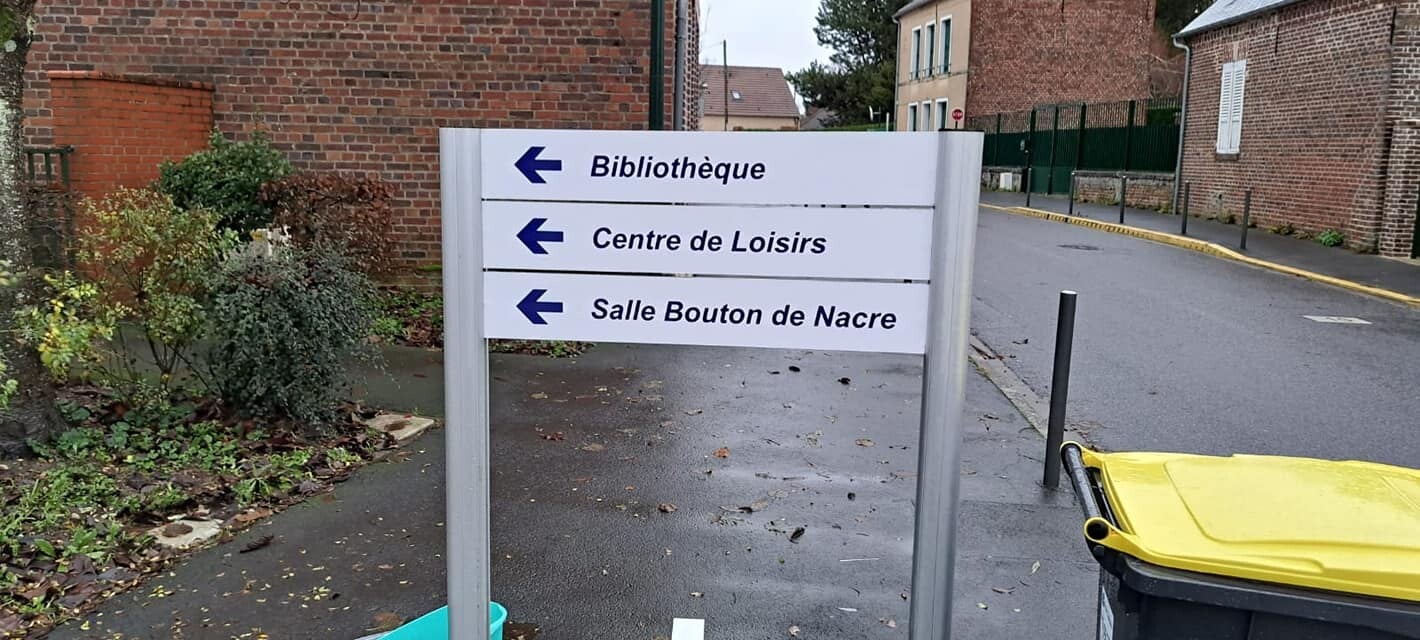 Bibliothèque
Centre de Loisirs
Salle Bouton de Nacre